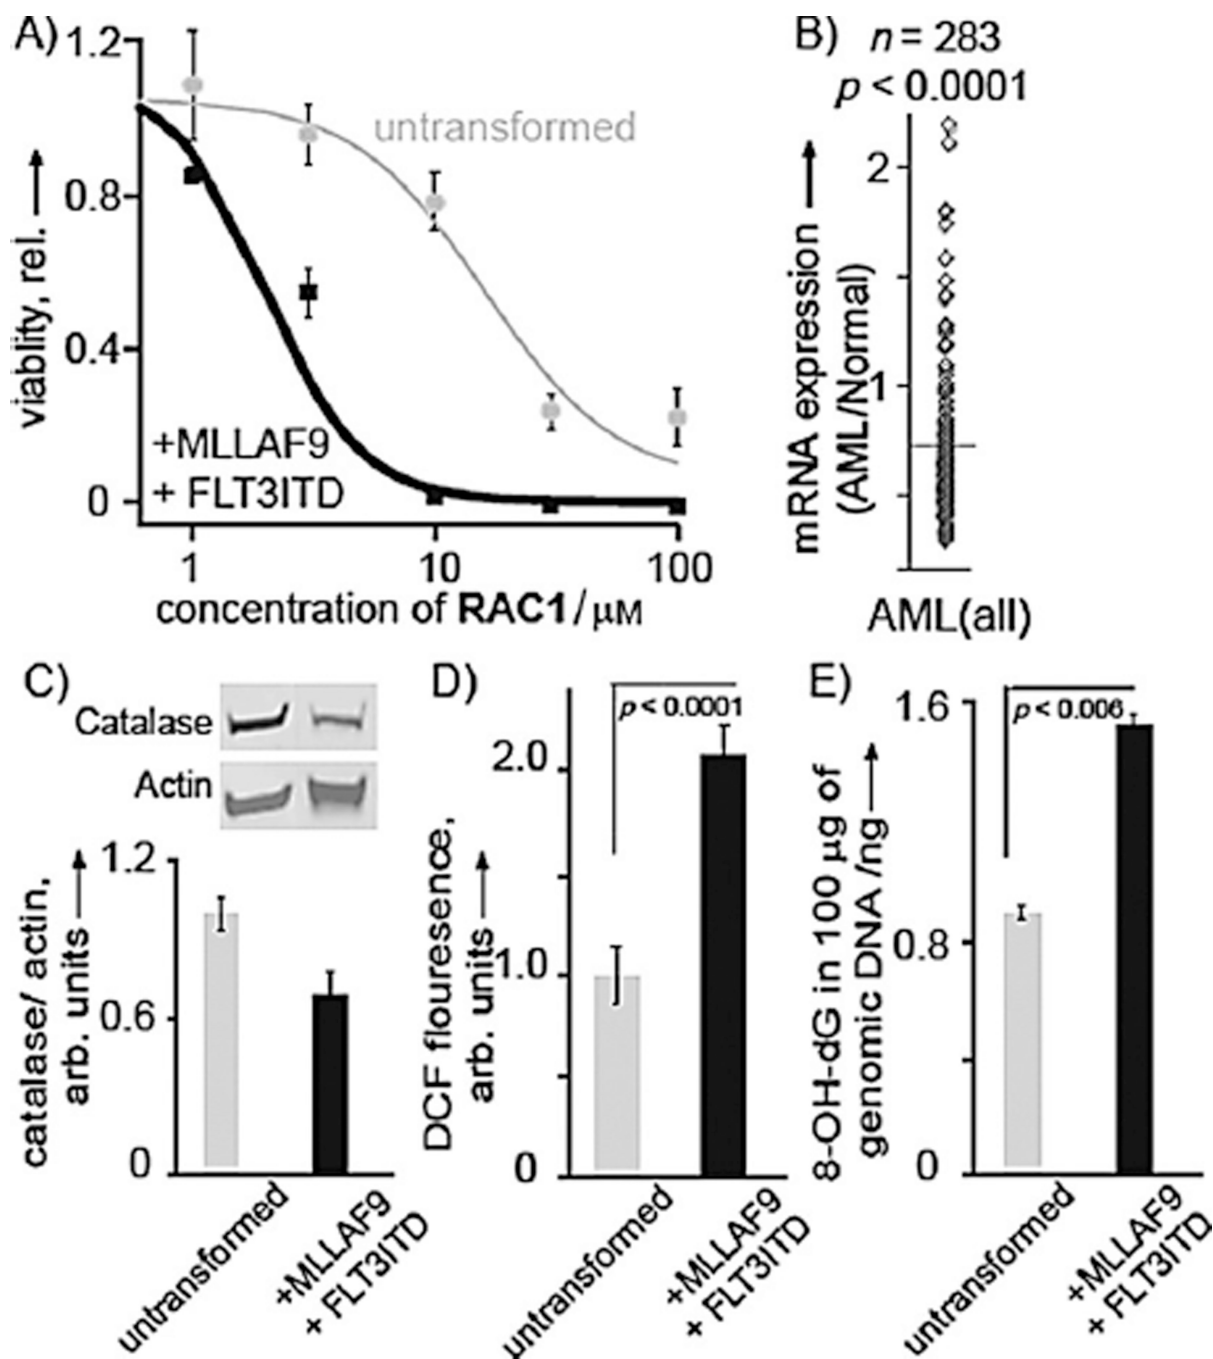 A)
1.2
0.8
0.4
0
viablity, rel.
untransformed
+MLLAF9
+ FLT3ITD
1
10
100
concentration of RAC1/µM
B)
n = 283
p < 0.0001
2
1
mRNA expression
(AML/Normal)
AML(all)
C)
Catalase
Actin
1.2
0.6
0
catalase/ actin,
arb. units
untransformed
+MLLAF9
+ FLT3ITD
D)
p < 0.0001
2.0
1.0
0
DCF flouresence,
arb. units
untransformed
+MLLAF9
+ FLT3ITD
E)
p < 0.006
1.6
0.8
0
8-OH-dG in 100 µg of
genomic DNA /ng
untransformed
+MLLAF9
+ FLT3ITD